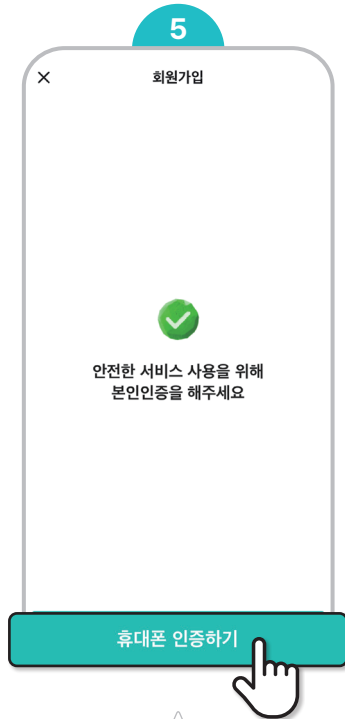 5
회원가입
안전한 서비스 사용을 위해
본인인증을 해주세요
휴대폰 인증하기